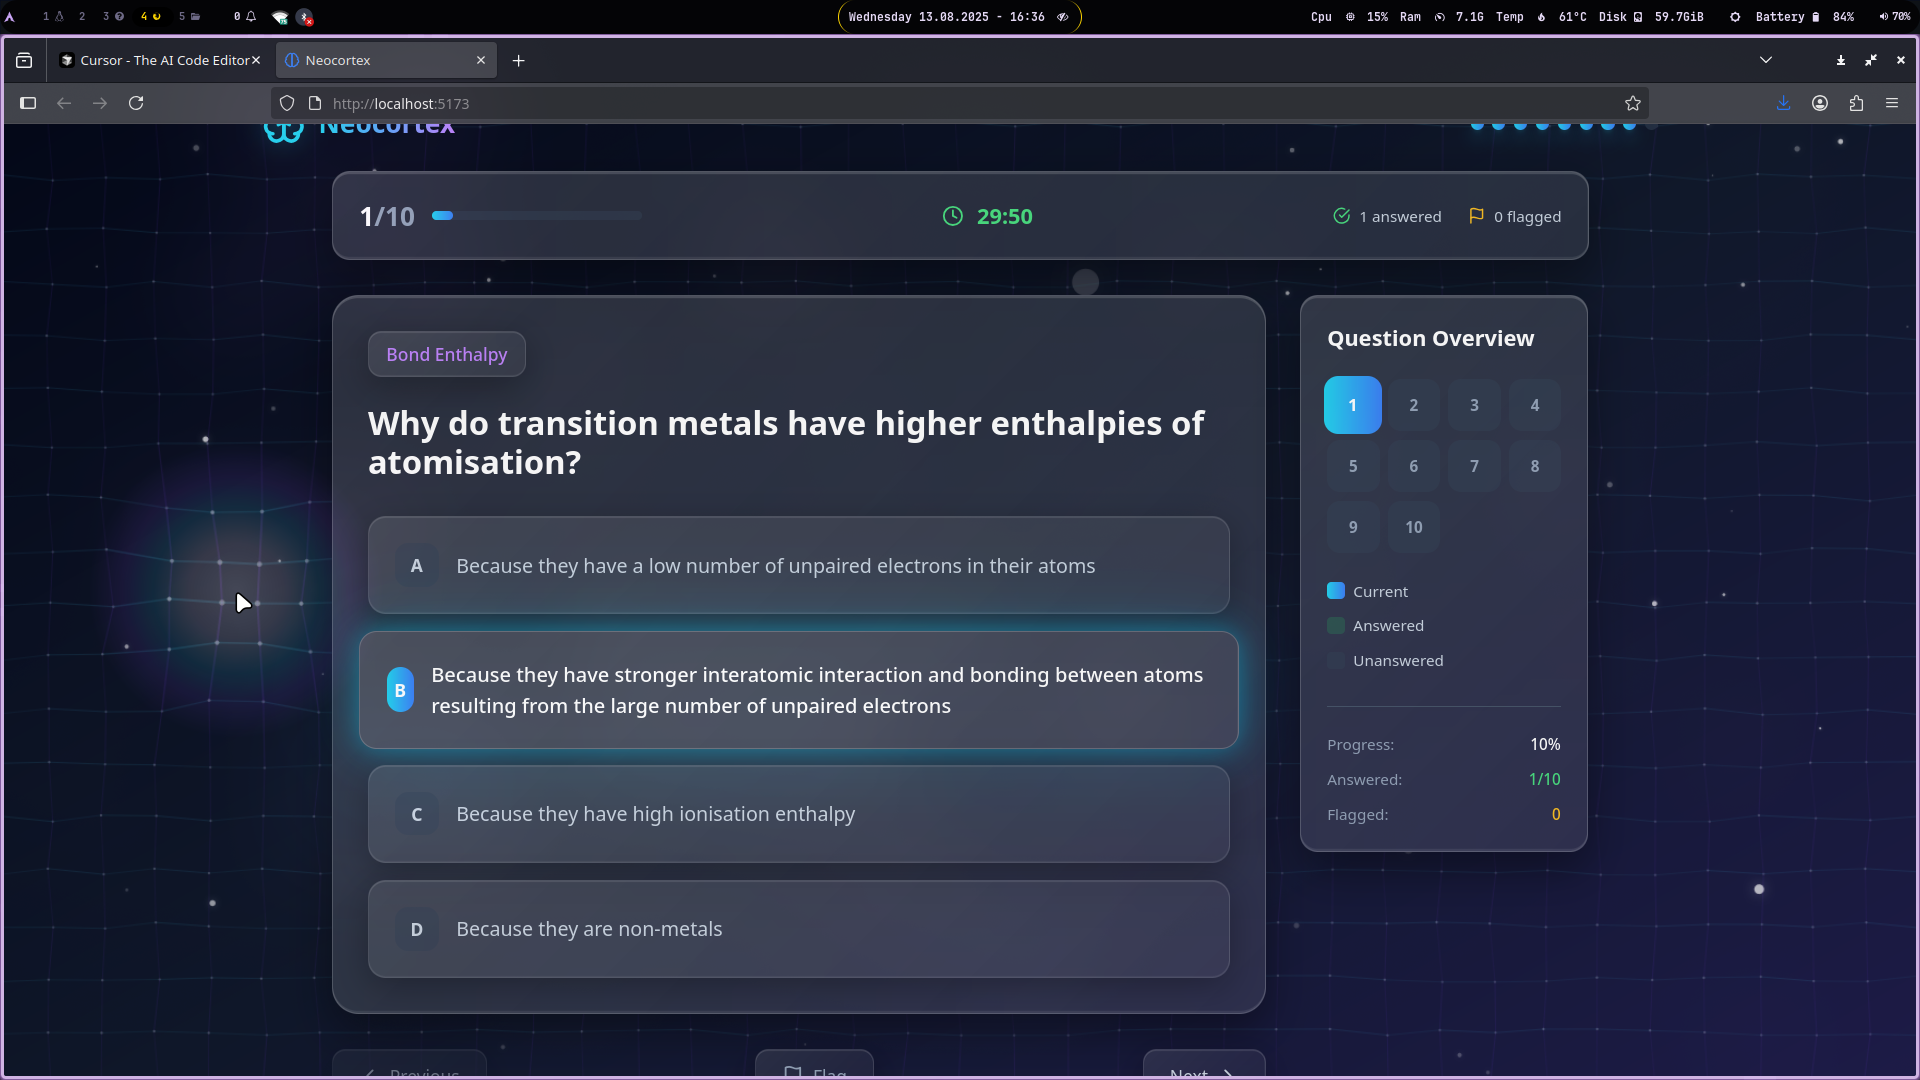 1 2 3 4 5 0 Wednesday 13.08.2025 - 16:36 Cpu 15% Ram 7.1G Temp 61°C Disk 59.7GiB Battery 84% 70%
Cursor - The AI Code Editor Neocortex
http://localhost:5173
Neocortex
1/10 29:50 1 answered 0 flagged
Bond Enthalpy
Why do transition metals have higher enthalpies of
atomisation?
A Because they have a low number of unpaired electrons in their atoms
B Because they have stronger interatomic interaction and bonding between atoms
resulting from the large number of unpaired electrons
C Because they have high ionisation enthalpy
D Because they are non-metals
Previous Flag Next
Question Overview
1 2 3 4
5 6 7 8
9 10
Current
Answered
Unanswered
Progress: 10%
Answered: 1/10
Flagged: 0